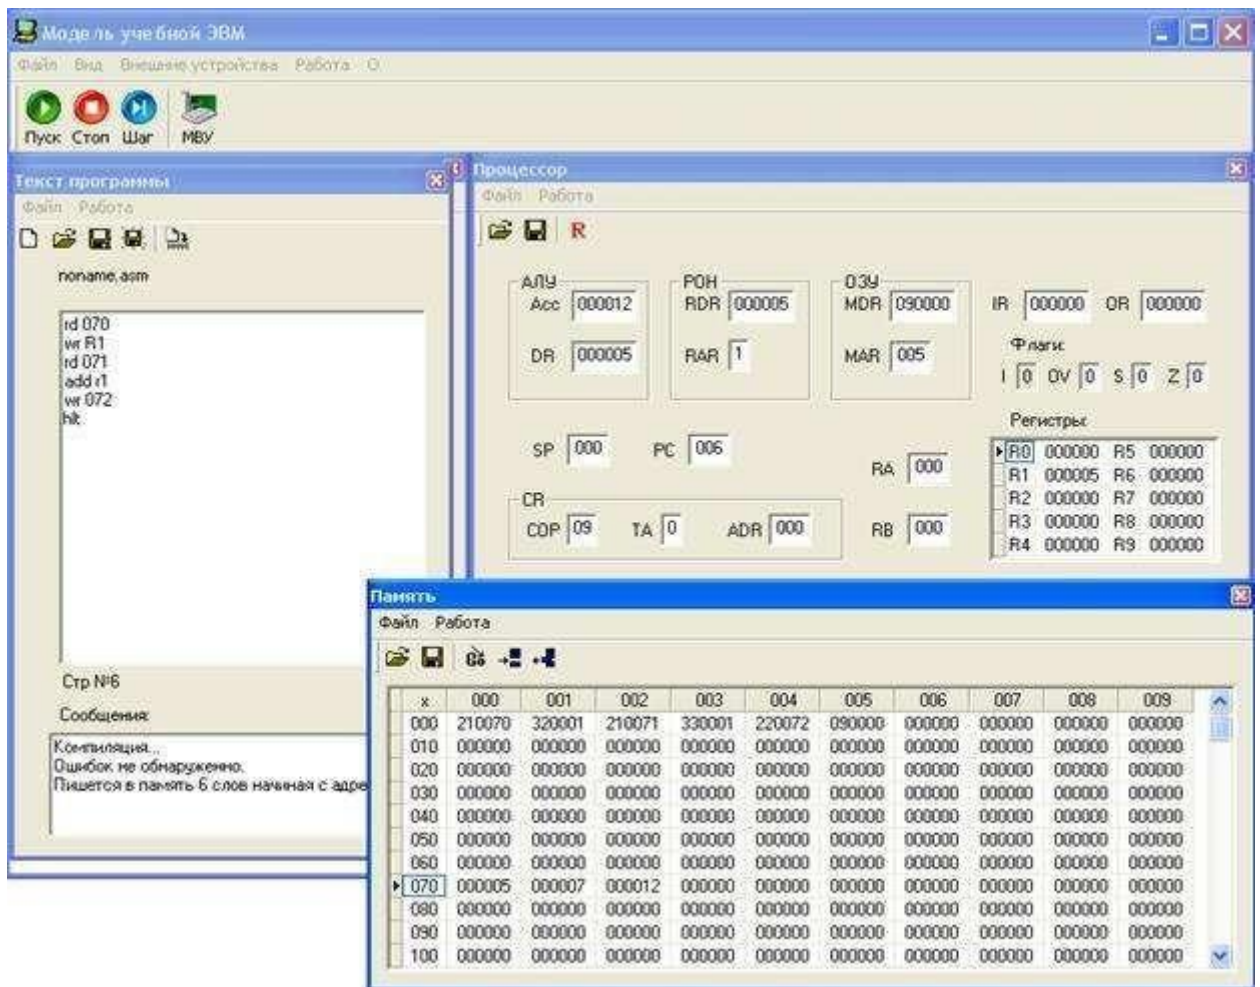 Модель учебной ЭВМ
Файл Вид Внешние устройства Работа О
Пуск Стоп Шаг МВУ
Текст программы
Файл Работа
noname.asm
rd 070
wr R1
rd 071
add r1
wr 072
hlt
Стр №6
Сообщения:
Компиляция...
Ошибок не обнаруженно.
Пишется в память 6 слов начиная с адре
Процессор
Файл Работа
R
АЛУ РОН ОЗУ
Acc 000012 RDR 000005 MDR 090000 IR 000000 OR 000000
DR 000005 RAR 1 MAR 005
Флаги:
I 0 OV 0 S 0 Z 0
Регистры:
R0 000000 R5 000000
R1 000005 R6 000000
R2 000000 R7 000000
R3 000000 R8 000000
R4 000000 R9 000000
SP 000 PC 006 RA 000
CR
COP 09 TA 0 ADR 000 RB 000
Память
Файл Работа
x 000 001 002 003 004 005 006 007 008 009
000 210070 320001 210071 330001 220072 090000 000000 000000 000000 000000
010 000000 000000 000000 000000 000000 000000 000000 000000 000000 000000
020 000000 000000 000000 000000 000000 000000 000000 000000 000000 000000
030 000000 000000 000000 000000 000000 000000 000000 000000 000000 000000
040 000000 000000 000000 000000 000000 000000 000000 000000 000000 000000
050 000000 000000 000000 000000 000000 000000 000000 000000 000000 000000
060 000000 000000 000000 000000 000000 000000 000000 000000 000000 000000
070 000005 000007 000012 000000 000000 000000 000000 000000 000000 000000
080 000000 000000 000000 000000 000000 000000 000000 000000 000000 000000
090 000000 000000 000000 000000 000000 000000 000000 000000 000000 000000
100 000000 000000 000000 000000 000000 000000 000000 000000 000000 000000